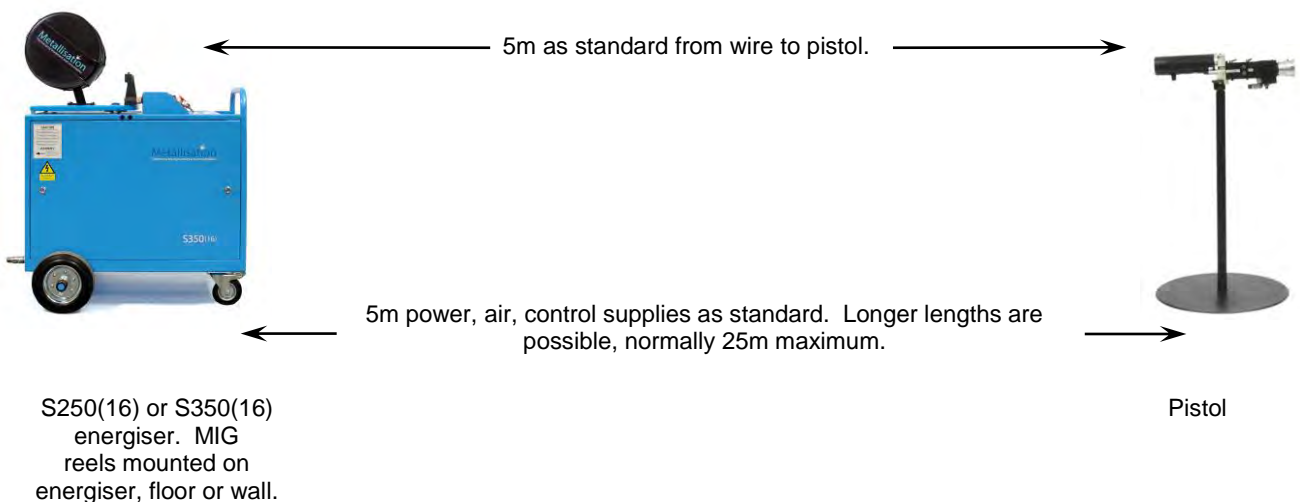 Metallisation
5m as standard from wire to pistol.
Metallisation
S350(16)
5m power, air, control supplies as standard. Longer lengths are
possible, normally 25m maximum.
S250(16) or S350(16)
energiser. MIG
reels mounted on
energiser, floor or wall.
Pistol